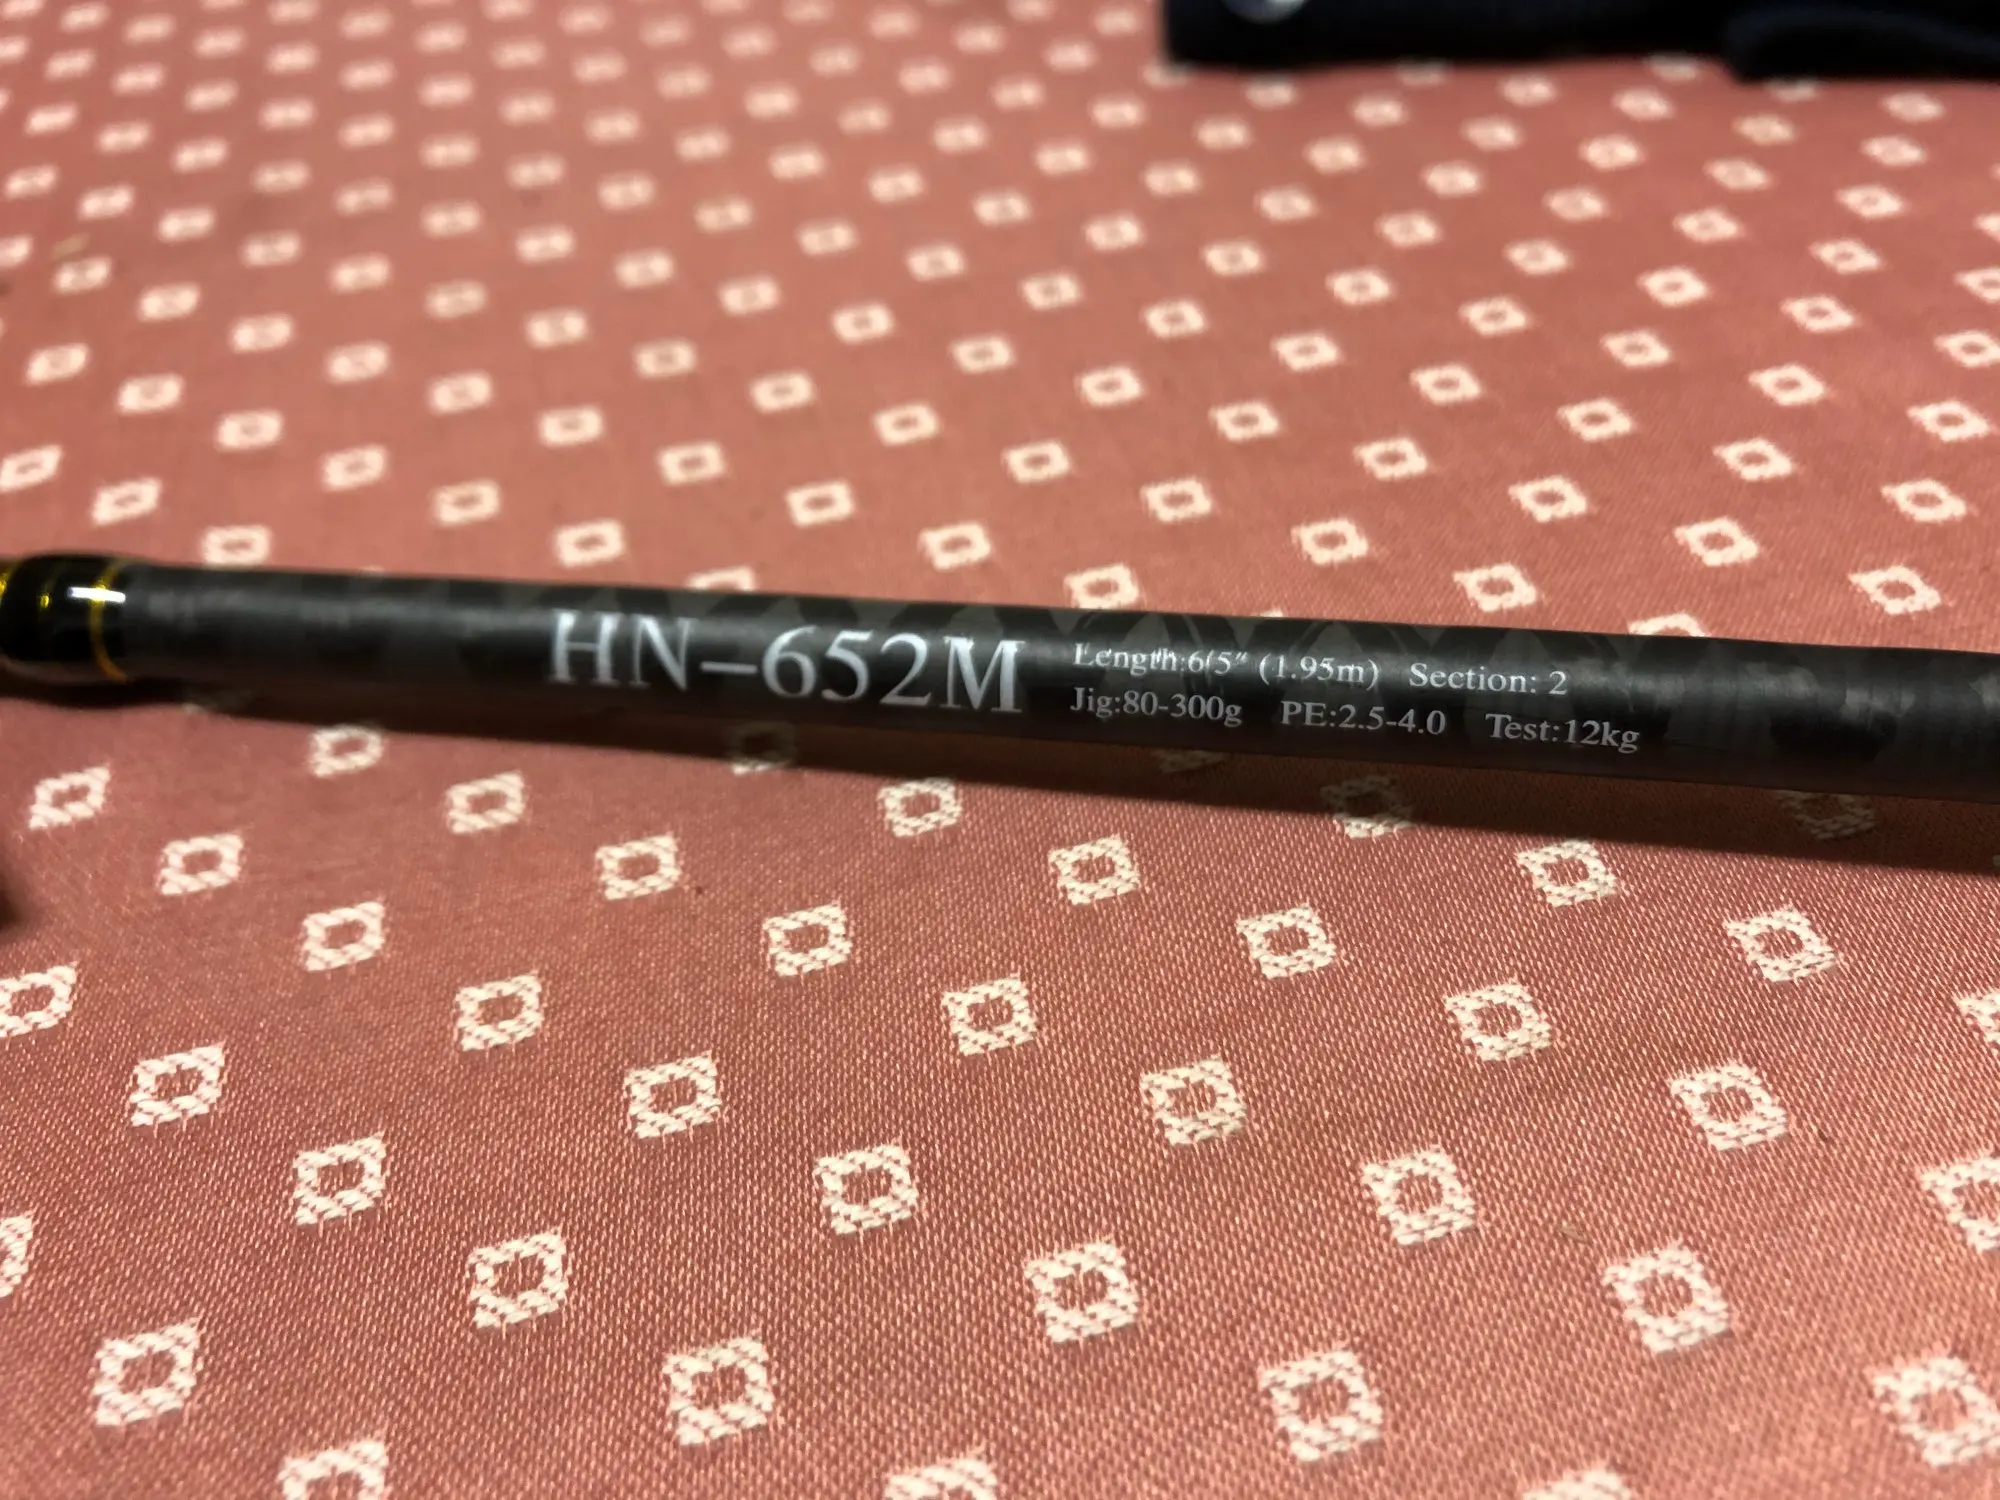 HN-652M
Length:6'5" (1.95m) Section: 2
Jig:80-300g PE:2.5-4.0 Test:12kg